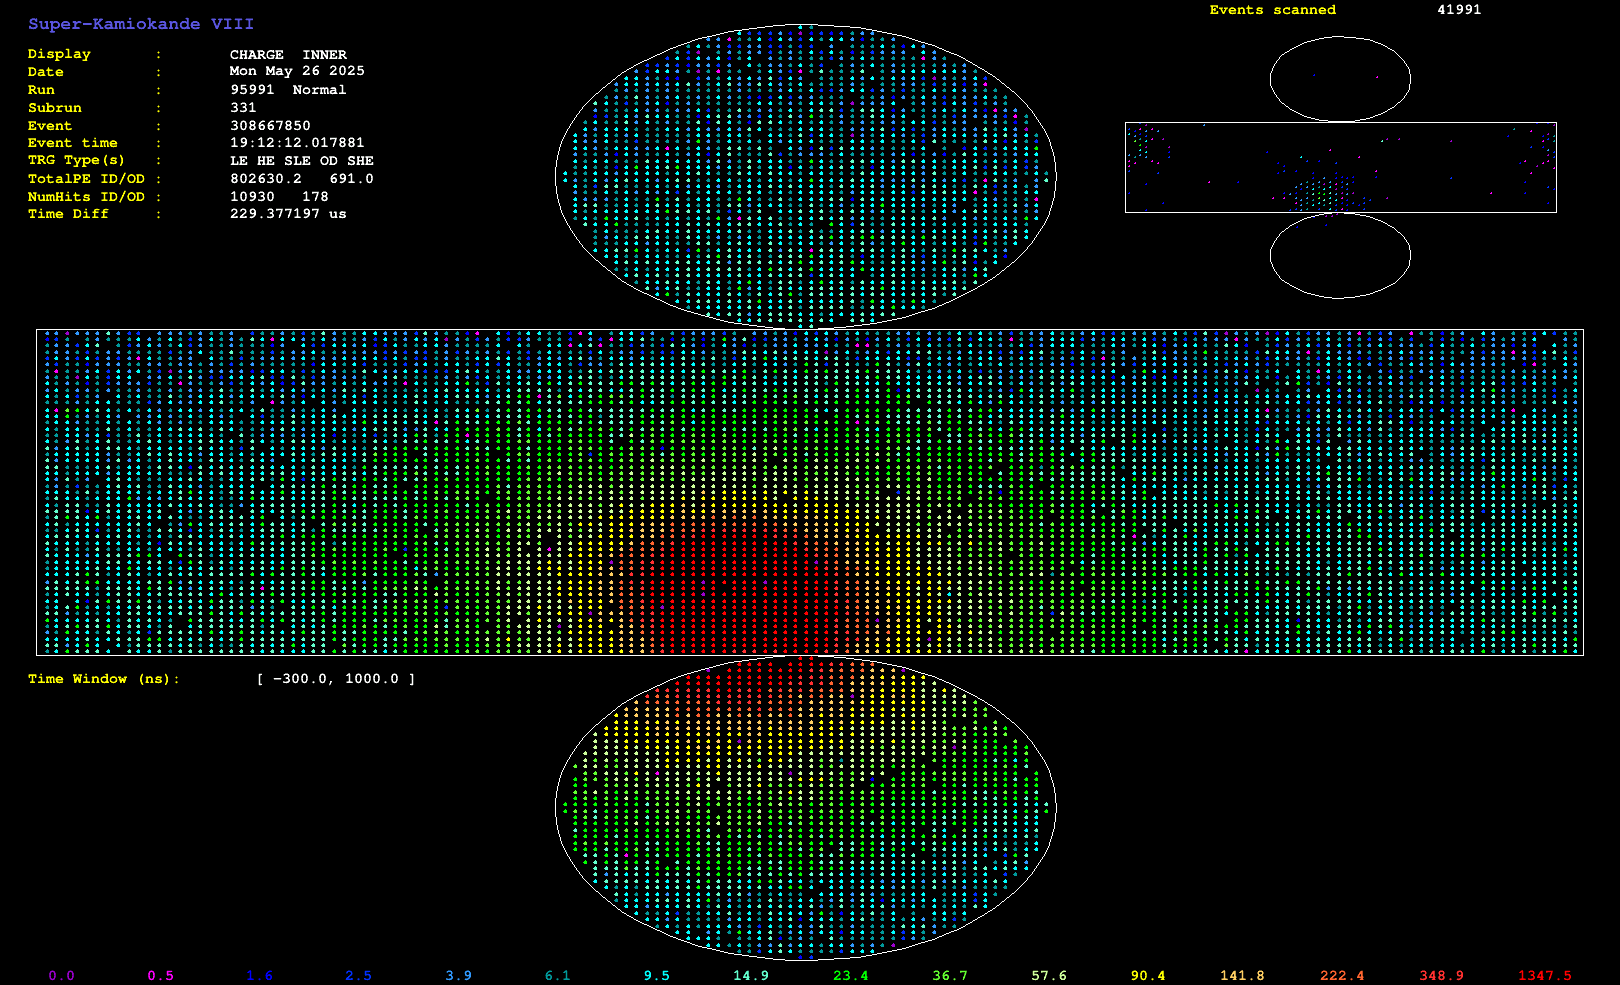 Super-Kamiokande VIII
Events scanned 41991
Display : CHARGE INNER
Date : Mon May 26 2025
Run : 95991 Normal
Subrun : 331
Event : 308667850
Event time : 19:12:12.017881
TRG Type(s) : LE HE SLE OD SHE
TotalPE ID/OD : 802630.2 691.0
NumHits ID/OD : 10930 178
Time Diff : 229.377197 us
Time Window (ns): [ -300.0, 1000.0 ]
0.0 0.5 1.6 2.5 3.9 6.1 9.5 14.9 23.4 36.7 57.6 90.4 141.8 222.4 348.9 1347.5